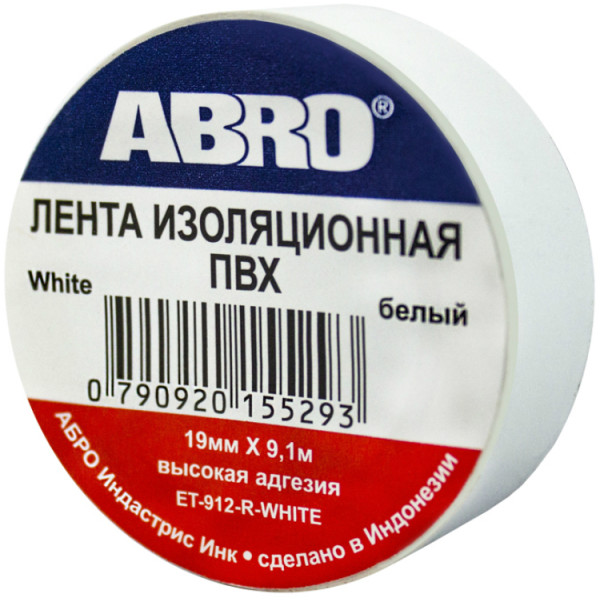 ABRO®
ЛЕНТА ИЗОЛЯЦИОННАЯ
ПВХ
White
белый
0 790920 155293
19мм X 9,1м
высокая адгезия
ET-912-R-WHITE
АБРО Индастрис Инк • сделано в Индонезии